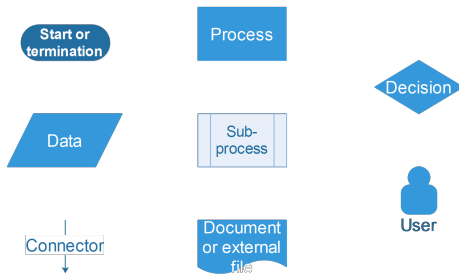 Start or
termination
Process
Decision
Data
Sub-
process
User
Connector
Document
or external
file